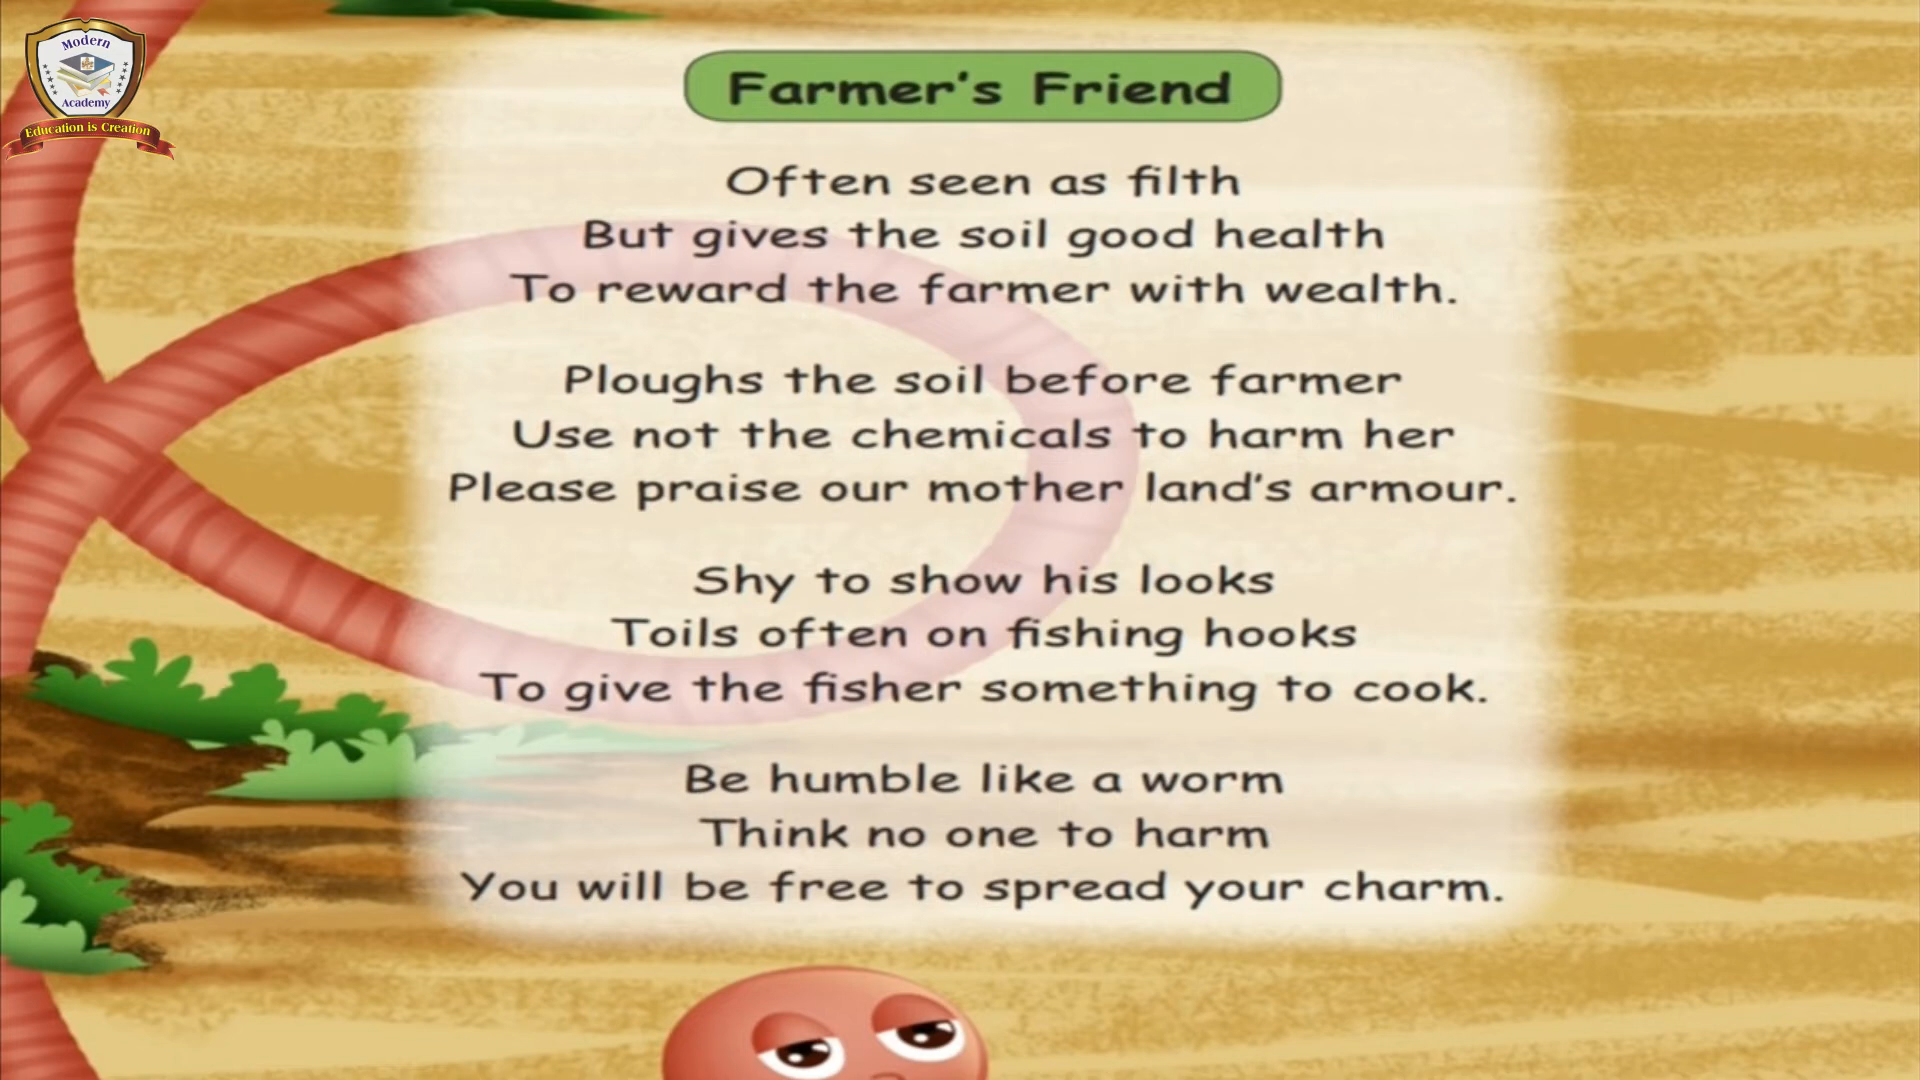 Modern
Academy
Education is Creation
Farmer's Friend
Often seen as filth
But gives the soil good health
To reward the farmer with wealth.
Ploughs the soil before farmer
Use not the chemicals to harm her
Please praise our mother land's armour.
Shy to show his looks
Toils often on fishing hooks
To give the fisher something to cook.
Be humble like a worm
Think no one to harm
You will be free to spread your charm.